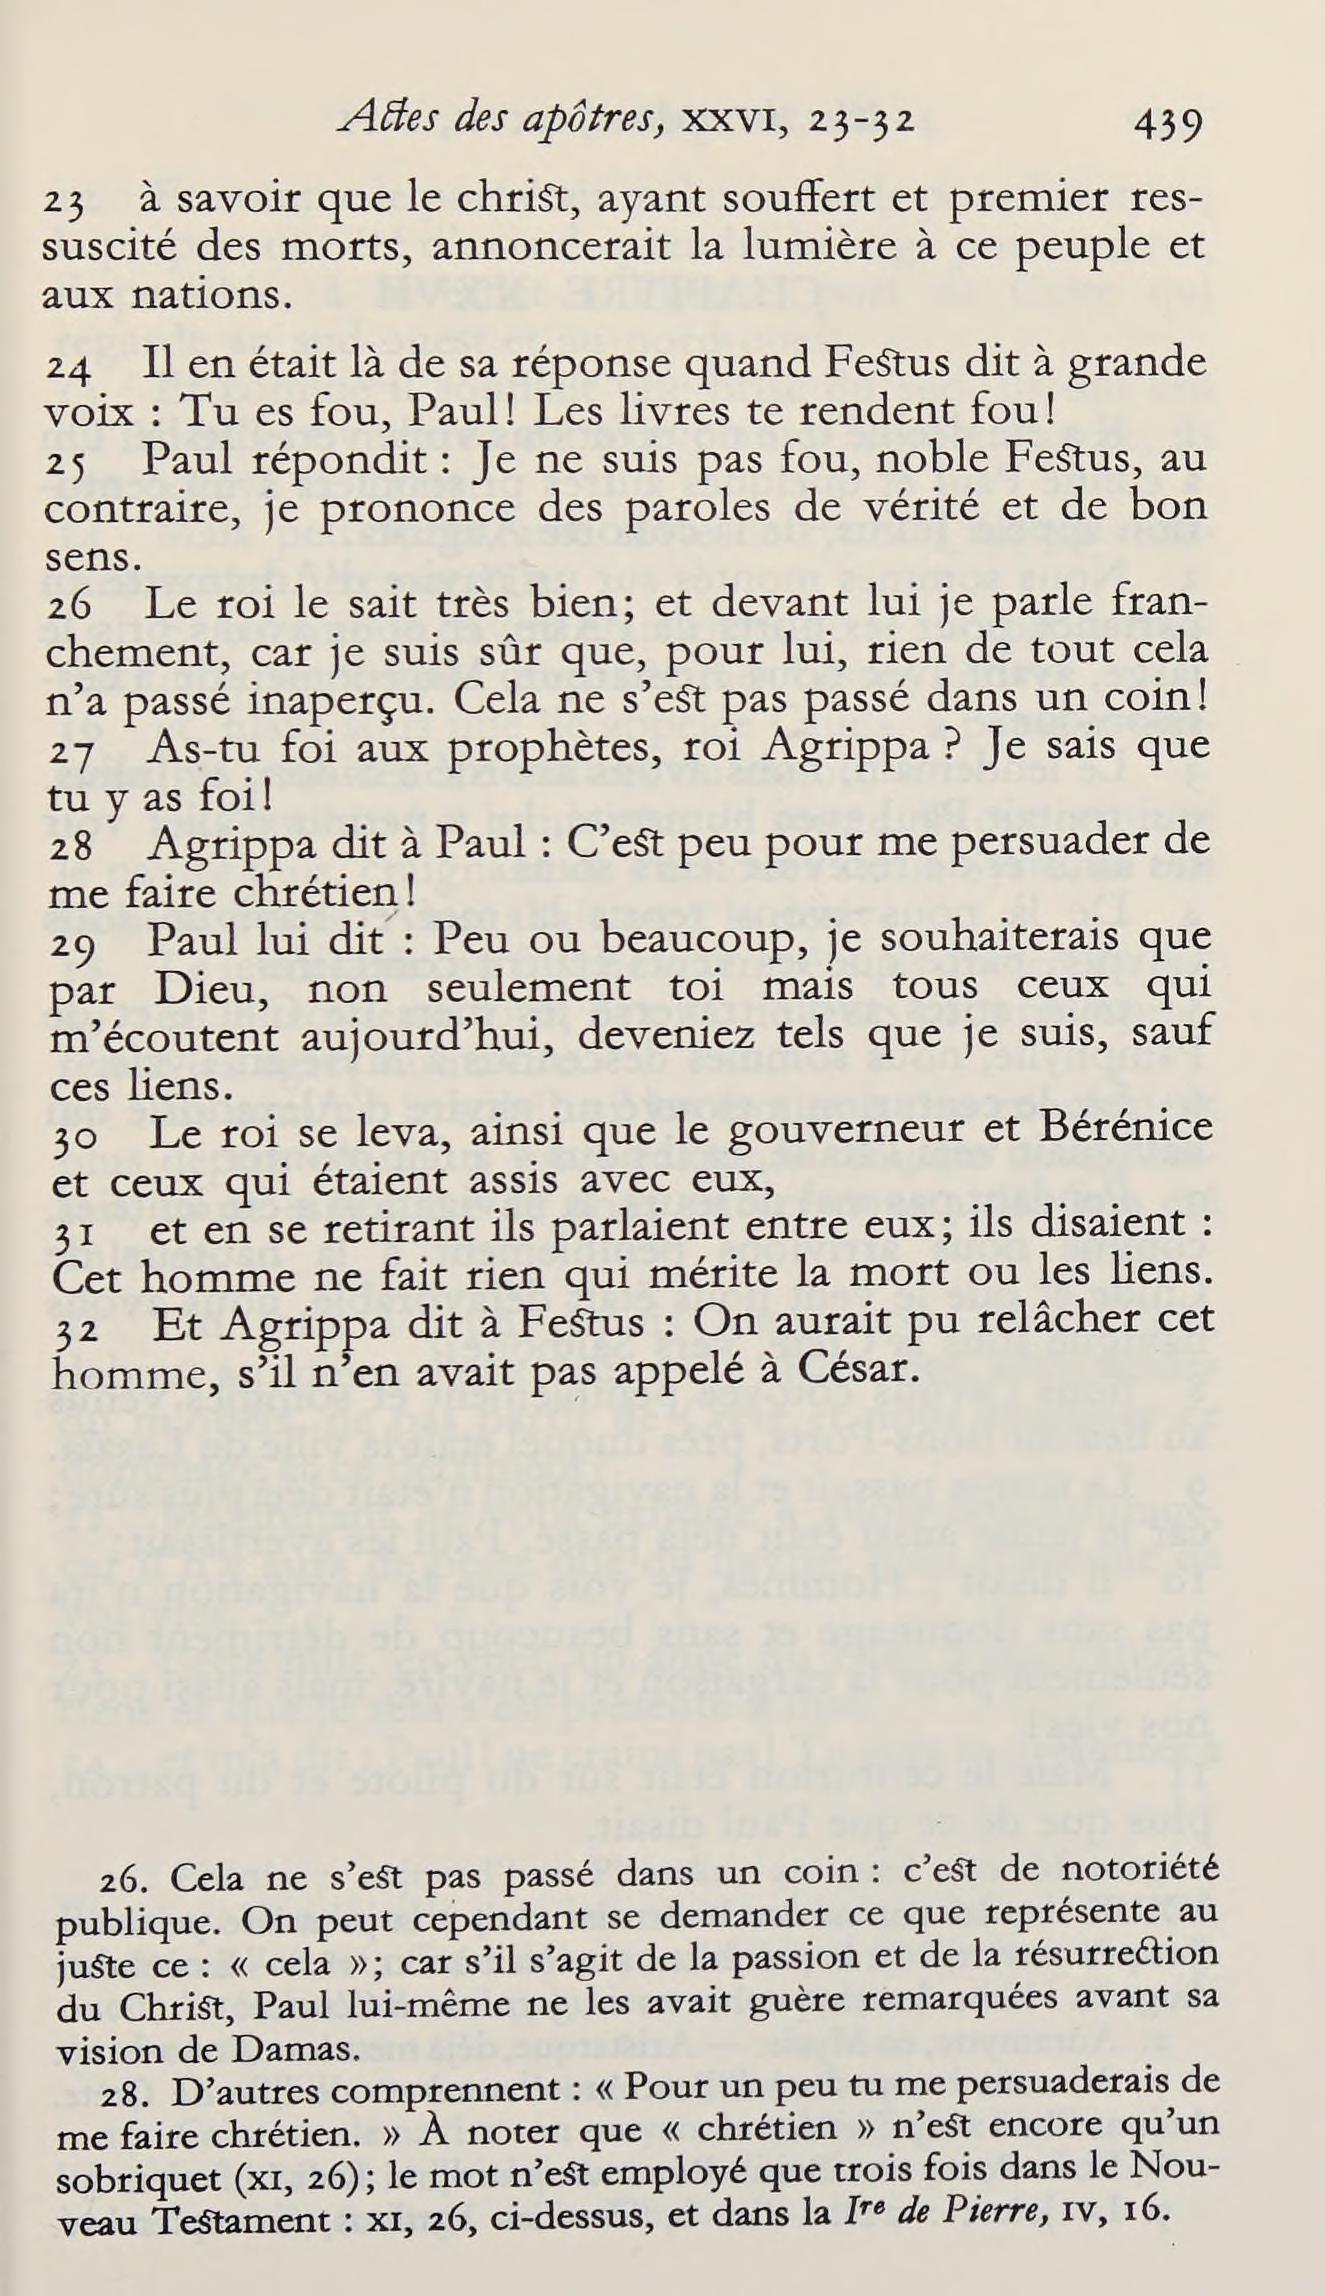 Actes des apôtres, XXVI, 23-32 439
23 à savoir que le christ, ayant souffert et premier res-
suscité des morts, annoncerait la lumière à ce peuple et
aux nations.
24 Il en était là de sa réponse quand Festus dit à grande
voix : Tu es fou, Paul! Les livres te rendent fou!
25 Paul répondit : Je ne suis pas fou, noble Festus, au
contraire, je prononce des paroles de vérité et de bon
sens.
26 Le roi le sait très bien; et devant lui je parle fran-
chement, car je suis sûr que, pour lui, rien de tout cela
n'a passé inaperçu. Cela ne s'est pas passé dans un coin!
27 As-tu foi aux prophètes, roi Agrippa ? Je sais que
tu y as foi!
28 Agrippa dit à Paul : C'est peu pour me persuader de
me faire chrétien!
29 Paul lui dit : Peu ou beaucoup, je souhaiterais que
par Dieu, non seulement toi mais tous ceux qui
m'écoutent aujourd'hui, deveniez tels que je suis, sauf
ces liens.
30 Le roi se leva, ainsi que le gouverneur et Bérénice
et ceux qui étaient assis avec eux,
31 et en se retirant ils parlaient entre eux; ils disaient :
Cet homme ne fait rien qui mérite la mort ou les liens.
32 Et Agrippa dit à Festus : On aurait pu relâcher cet
homme, s'il n'en avait pas appelé à César.
26. Cela ne s'est pas passé dans un coin : c'est de notoriété
publique. On peut cependant se demander ce que représente au
juste ce : « cela »; car s'il s'agit de la passion et de la résurrection
du Christ, Paul lui-même ne les avait guère remarquées avant sa
vision de Damas.
28. D'autres comprennent : « Pour un peu tu me persuaderais de
me faire chrétien. » À noter que « chrétien » n'est encore qu'un
sobriquet (XI, 26); le mot n'est employé que trois fois dans le Nou-
veau Testament : XI, 26, ci-dessus, et dans la Ire de Pierre, IV, 16.